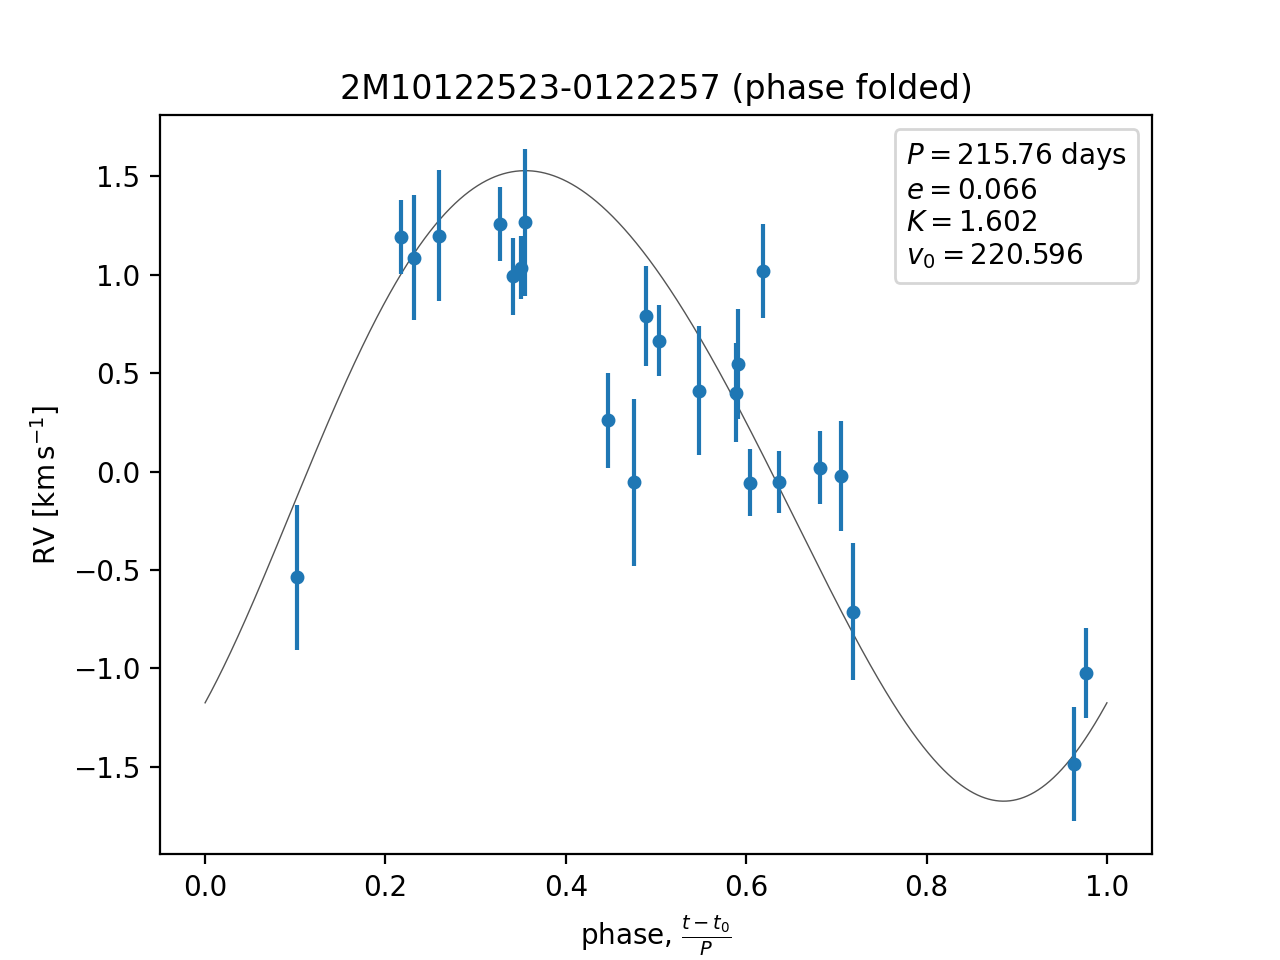 2M10122523-0122257 (phase folded)
P = 215.76 days
e = 0.066
K = 1.602
v₀ = 220.596
RV [km s⁻¹]
1.5
1.0
0.5
0.0
−0.5
−1.0
−1.5
0.0 0.2 0.4 0.6 0.8 1.0
phase, (t − t₀)/P